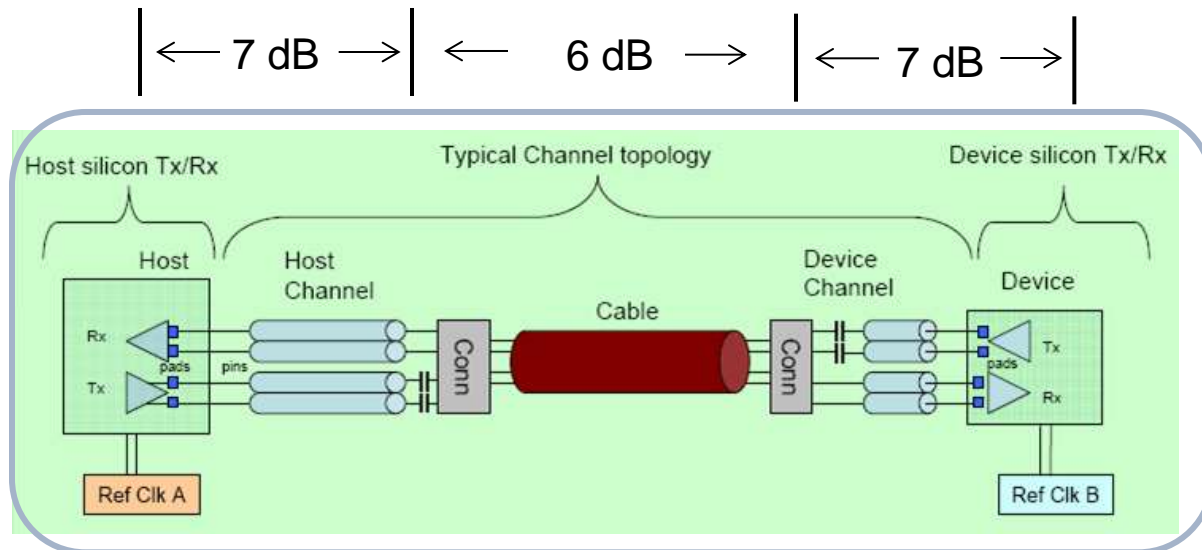 7 dB
6 dB
7 dB
Typical Channel topology
Host silicon Tx/Rx
Device silicon Tx/Rx
Host
Host
Channel
Device
Channel
Device
Cable
Rx
Tx
pads
pins
Conn
Conn
Tx
pads
Rx
Ref Clk A
Ref Clk B